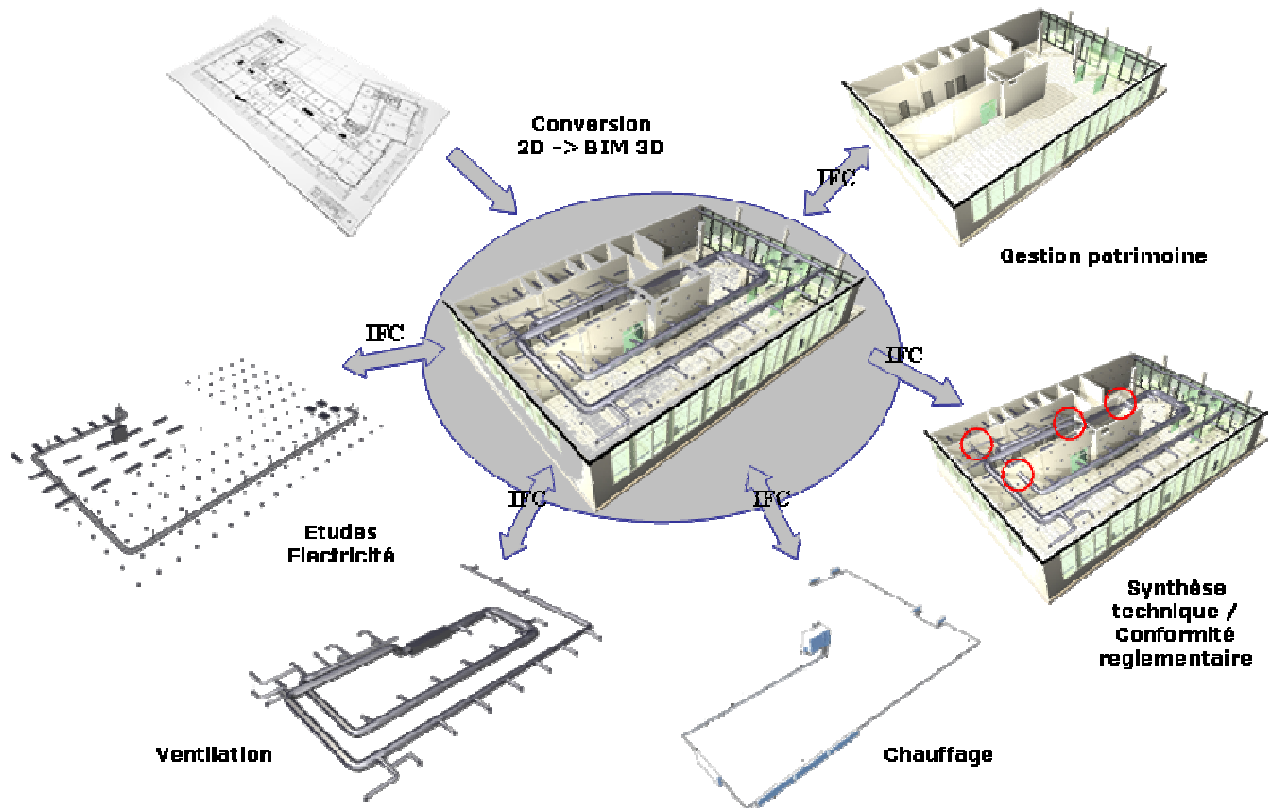 Conversion
2D -> BIM 3D
IFC
Gestion patrimoine
IFC
IFC
Etudes
Electricité
IFC
IFC
Synthèse
technique /
Conformité
reglementaire
Ventilation
Chauffage